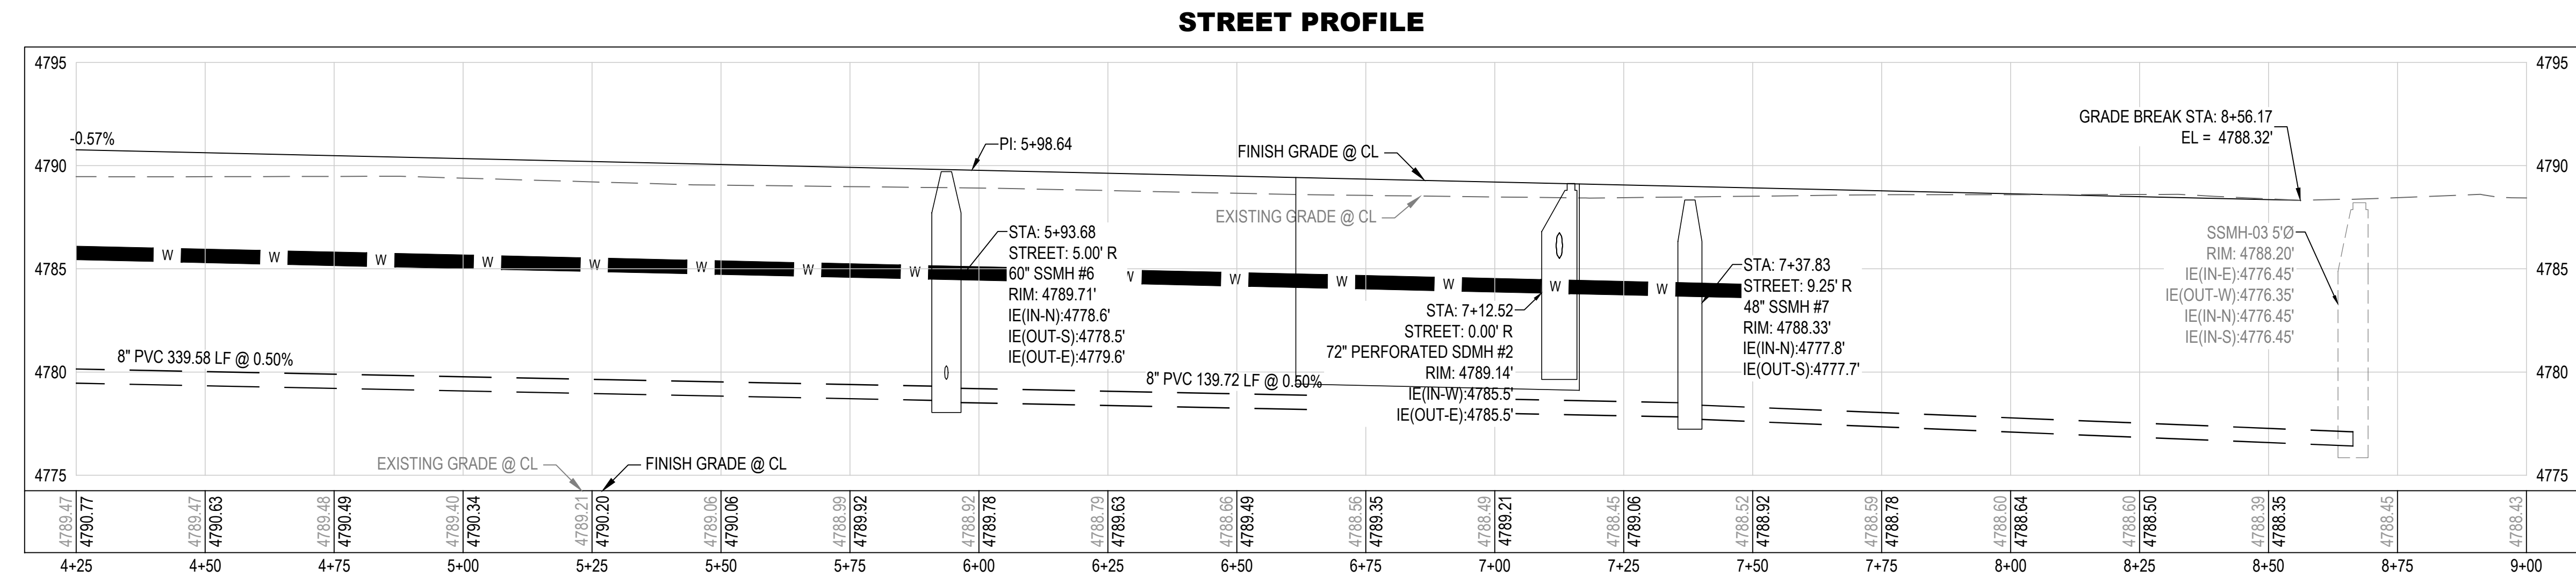 STREET PROFILE
4795
4795
-0.57%
PI: 5+98.64
FINISH GRADE @ CL
GRADE BREAK STA: 8+56.17
EL = 4788.32'
4790
4790
EXISTING GRADE @ CL
STA: 5+93.68
STREET: 5.00' R
60" SSMH #6
RIM: 4789.71'
IE(IN-N):4778.6'
IE(OUT-S):4778.5'
IE(OUT-E):4779.6'
SSMH-03 5'Ø
RIM: 4788.20'
IE(IN-E):4776.45'
IE(OUT-W):4776.35'
IE(IN-N):4776.45'
IE(IN-S):4776.45'
W W W W W W W W W W W W W W W
4785
4785
STA: 7+37.83
STREET: 9.25' R
48" SSMH #7
RIM: 4788.33'
IE(IN-N):4777.8'
IE(OUT-S):4777.7'
STA: 7+12.52
STREET: 0.00' R
72" PERFORATED SDMH #2
RIM: 4789.14'
IE(IN-W):4785.5'
IE(OUT-E):4785.5'
8" PVC 339.58 LF @ 0.50%
8" PVC 139.72 LF @ 0.50%
4780
4780
EXISTING GRADE @ CL
FINISH GRADE @ CL
4775
4775
4789.47 4790.77
4789.47 4790.63
4789.48 4790.49
4789.40 4790.34
4789.21 4790.20
4789.06 4790.06
4788.99 4789.92
4788.92 4789.78
4788.79 4789.63
4788.66 4789.49
4788.56 4789.35
4788.49 4789.21
4788.45 4789.06
4788.52 4788.92
4788.59 4788.78
4788.60 4788.64
4788.60 4788.50
4788.39 4788.35
4788.45
4788.43
4+25 4+50 4+75 5+00 5+25 5+50 5+75 6+00 6+25 6+50 6+75 7+00 7+25 7+50 7+75 8+00 8+25 8+50 8+75 9+00